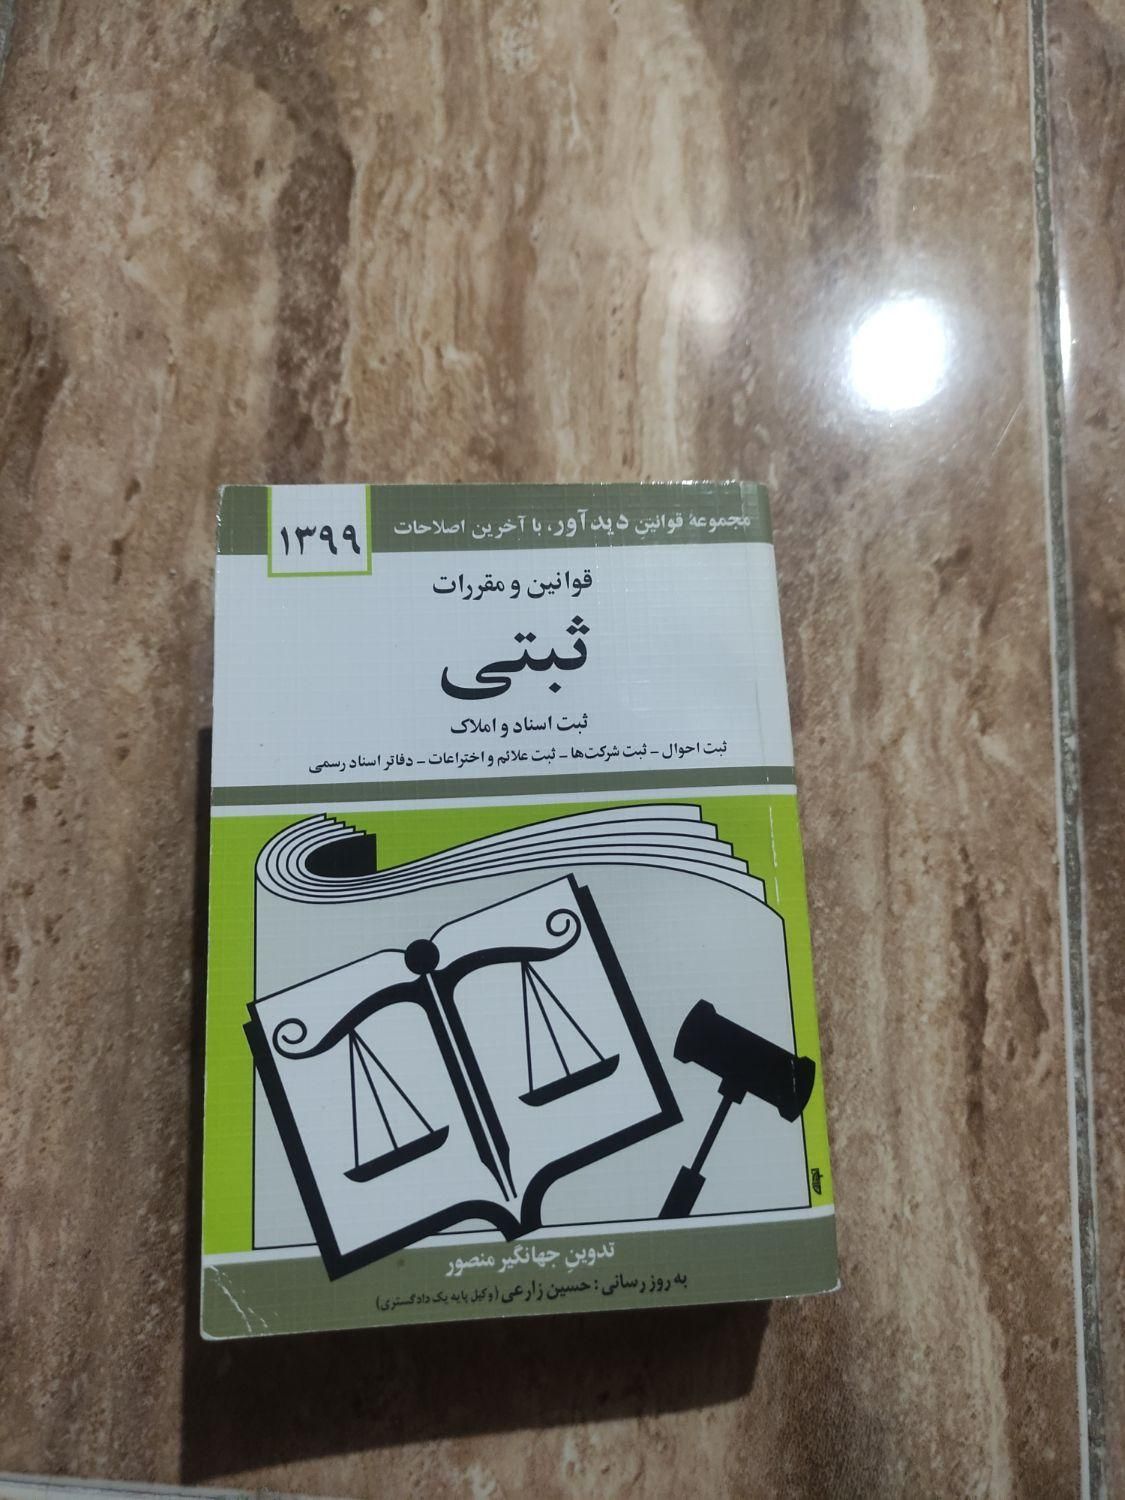 مجموعهٔ قوانین دیدآور، با آخرین اصلاحات
۱۳۹۹
قوانین و مقررات
ثبتی
ثبت اسناد و املاک
ثبت احوال - ثبت شرکت‌ها - ثبت علائم و اختراعات - دفاتر اسناد رسمی
تدوین جهانگیر منصور
به روز رسانی: حسین زارعی (وکیل پایه یک دادگستری)